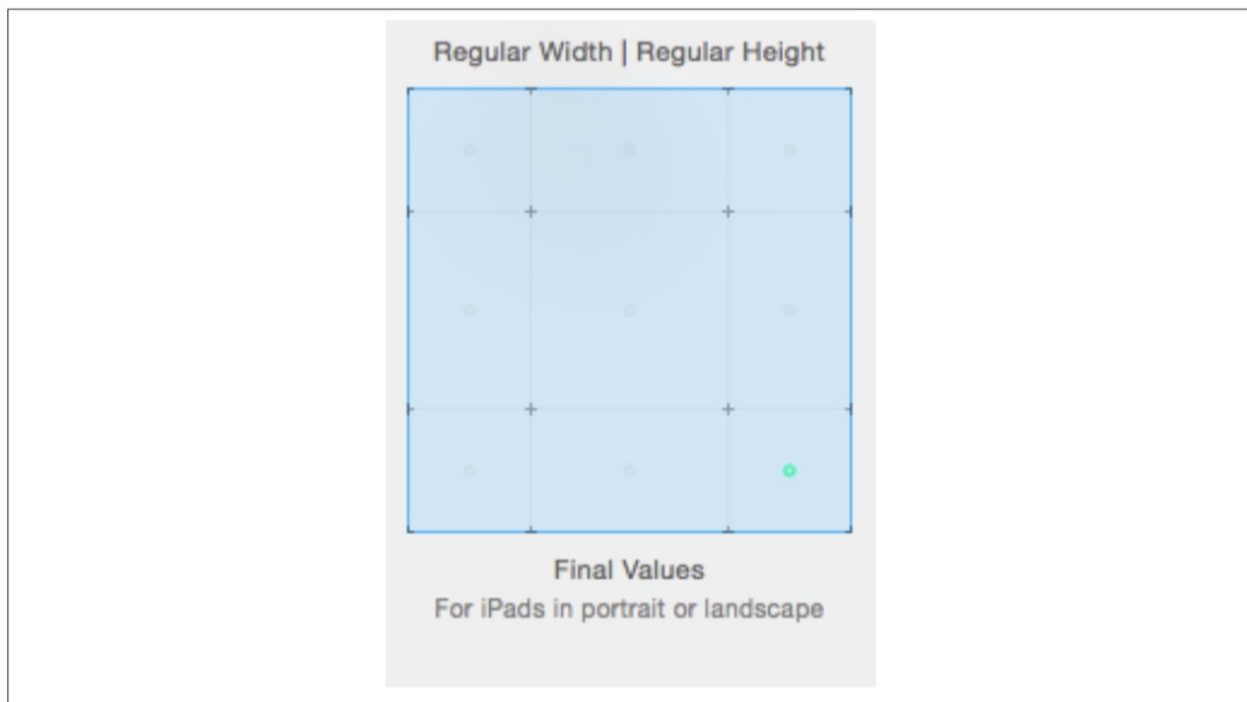 Regular Width | Regular Height
Final Values
For iPads in portrait or landscape